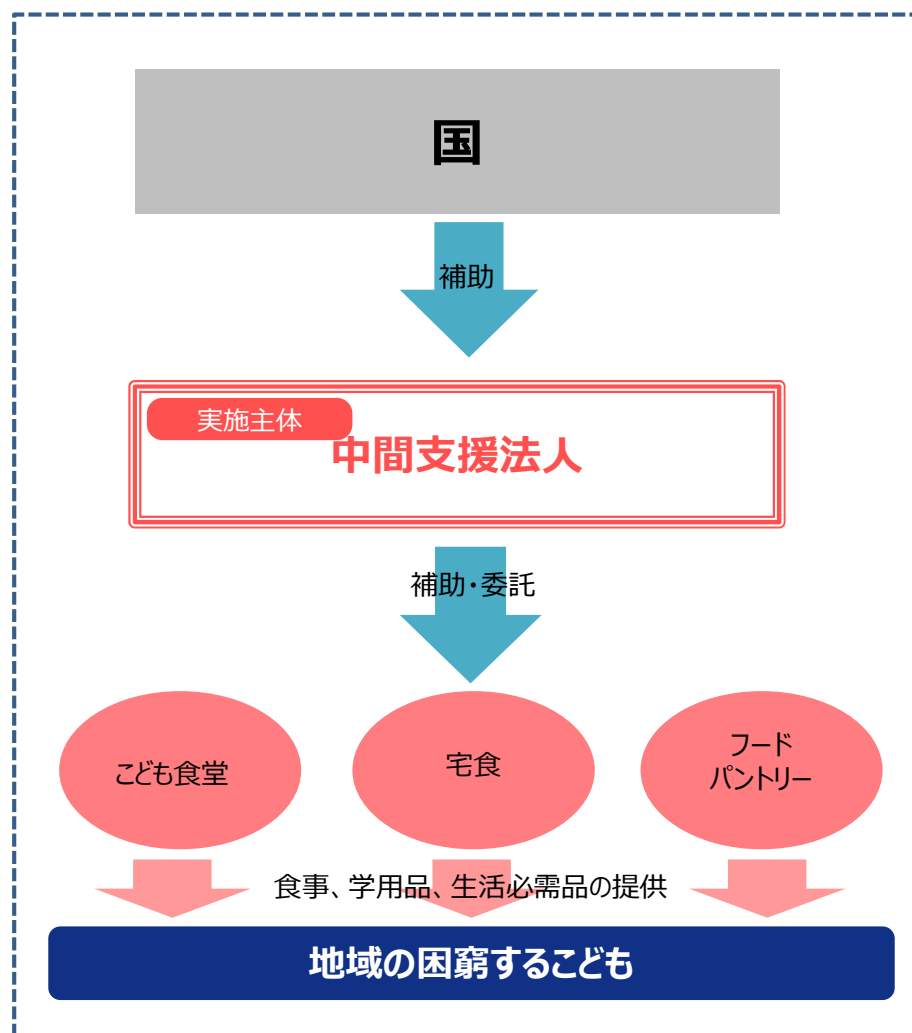 国
補助
実施主体
中間支援法人
補助・委託
こども食堂
宅食
フード
パントリー
食事、学用品、生活必需品の提供
地域の困窮するこども